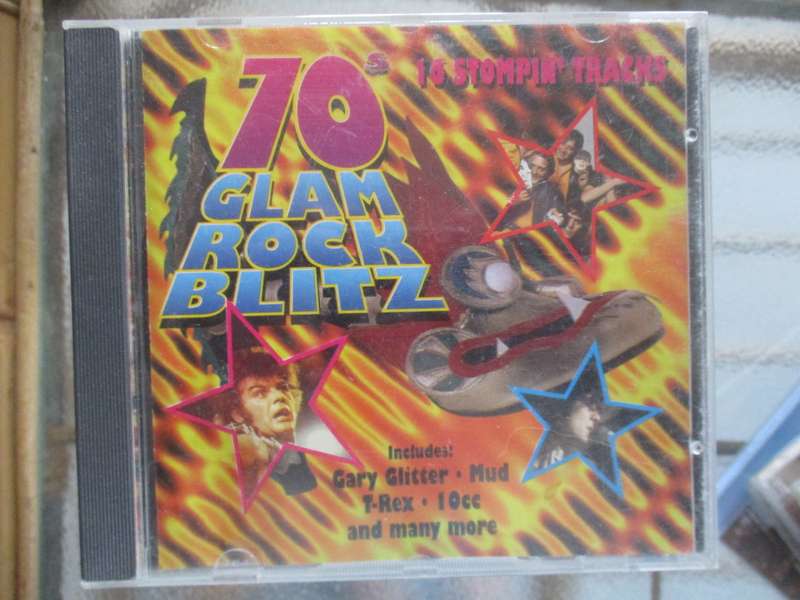 70s
16 STOMPIN' TRACKS
GLAM
ROCK
BLITZ
Includes:
Gary Glitter · Mud
T-Rex · 10cc
and many more